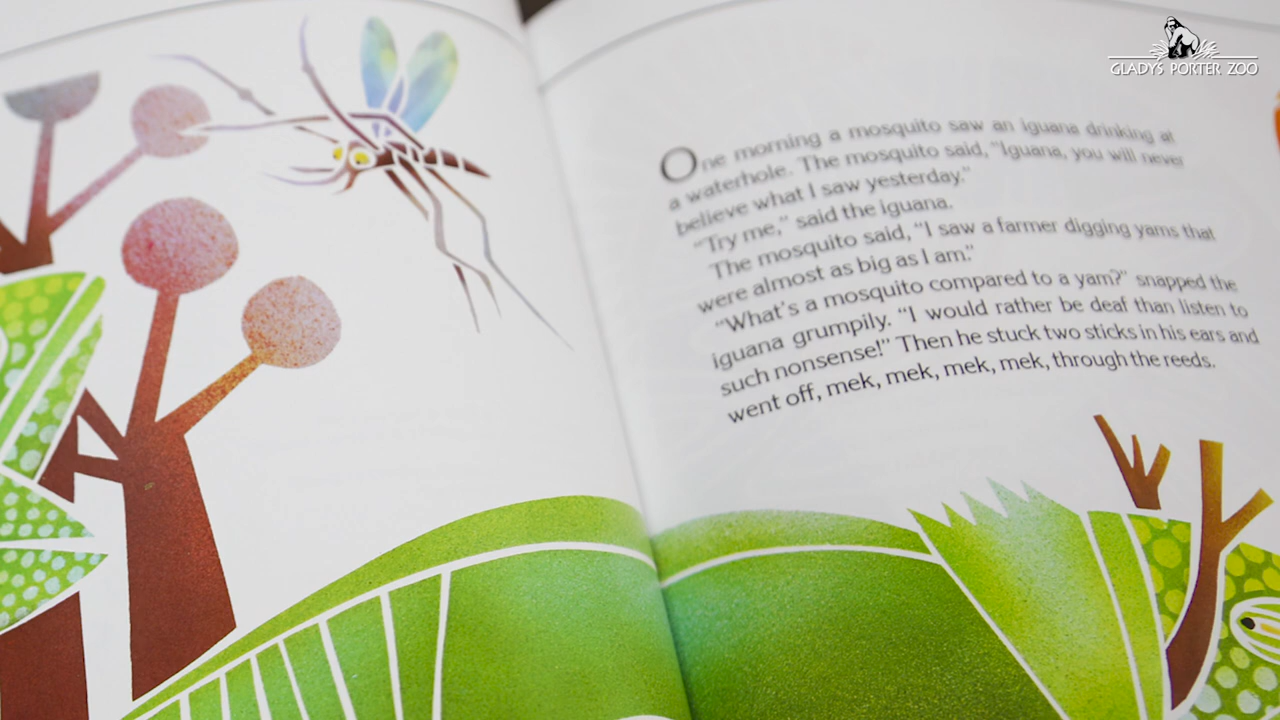 GLADYS PORTER ZOO
One morning a mosquito saw an iguana drinking at
a waterhole. The mosquito said, "Iguana, you will never
believe what I saw yesterday."
"Try me," said the iguana.
The mosquito said, "I saw a farmer digging yams that
were almost as big as I am."
"What's a mosquito compared to a yam?" snapped the
iguana grumpily. "I would rather be deaf than listen to
such nonsense!" Then he stuck two sticks in his ears and
went off, mek, mek, mek, mek, through the reeds.